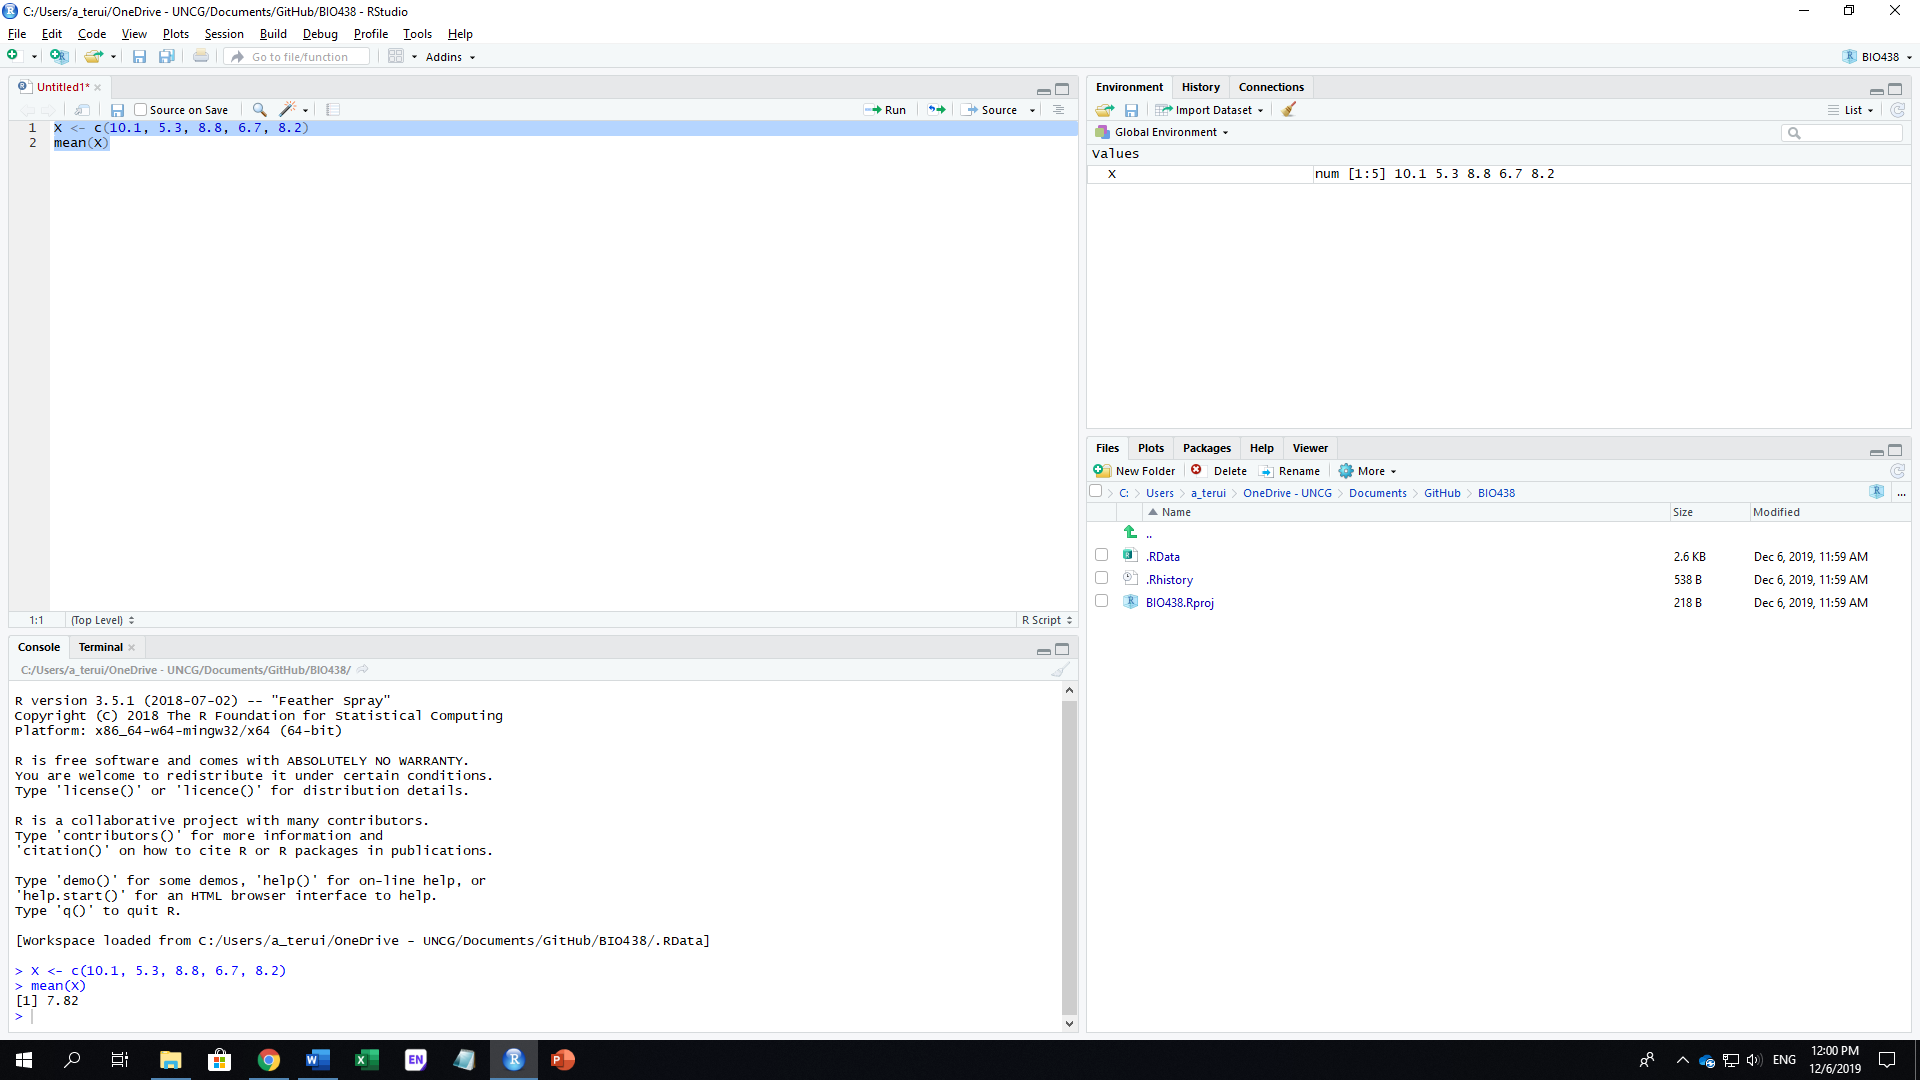 C:/Users/a_terui/OneDrive - UNCG/Documents/GitHub/BIO438 - RStudio
File Edit Code View Plots Session Build Debug Profile Tools Help
Go to file/function Addins BIO438
Untitled1*
Source on Save Run Source
1 X <- c(10.1, 5.3, 8.8, 6.7, 8.2)
2 mean(X)
1:1 (Top Level) R Script
Console Terminal
C:/Users/a_terui/OneDrive - UNCG/Documents/GitHub/BIO438/
R version 3.5.1 (2018-07-02) -- "Feather Spray"
Copyright (C) 2018 The R Foundation for Statistical Computing
Platform: x86_64-w64-mingw32/x64 (64-bit)
R is free software and comes with ABSOLUTELY NO WARRANTY.
You are welcome to redistribute it under certain conditions.
Type 'license()' or 'licence()' for distribution details.
R is a collaborative project with many contributors.
Type 'contributors()' for more information and
'citation()' on how to cite R or R packages in publications.
Type 'demo()' for some demos, 'help()' for on-line help, or
'help.start()' for an HTML browser interface to help.
Type 'q()' to quit R.
[Workspace loaded from C:/Users/a_terui/OneDrive - UNCG/Documents/GitHub/BIO438/.RData]
> X <- c(10.1, 5.3, 8.8, 6.7, 8.2)
> mean(X)
[1] 7.82
>
Environment History Connections
Import Dataset List
Global Environment
Values
X num [1:5] 10.1 5.3 8.8 6.7 8.2
Files Plots Packages Help Viewer
New Folder Delete Rename More
C: Users a_terui OneDrive - UNCG Documents GitHub BIO438 ...
Name Size Modified
..
.RData 2.6 KB Dec 6, 2019, 11:59 AM
.Rhistory 538 B Dec 6, 2019, 11:59 AM
BIO438.Rproj 218 B Dec 6, 2019, 11:59 AM
EN
ENG
12:00 PM
12/6/2019